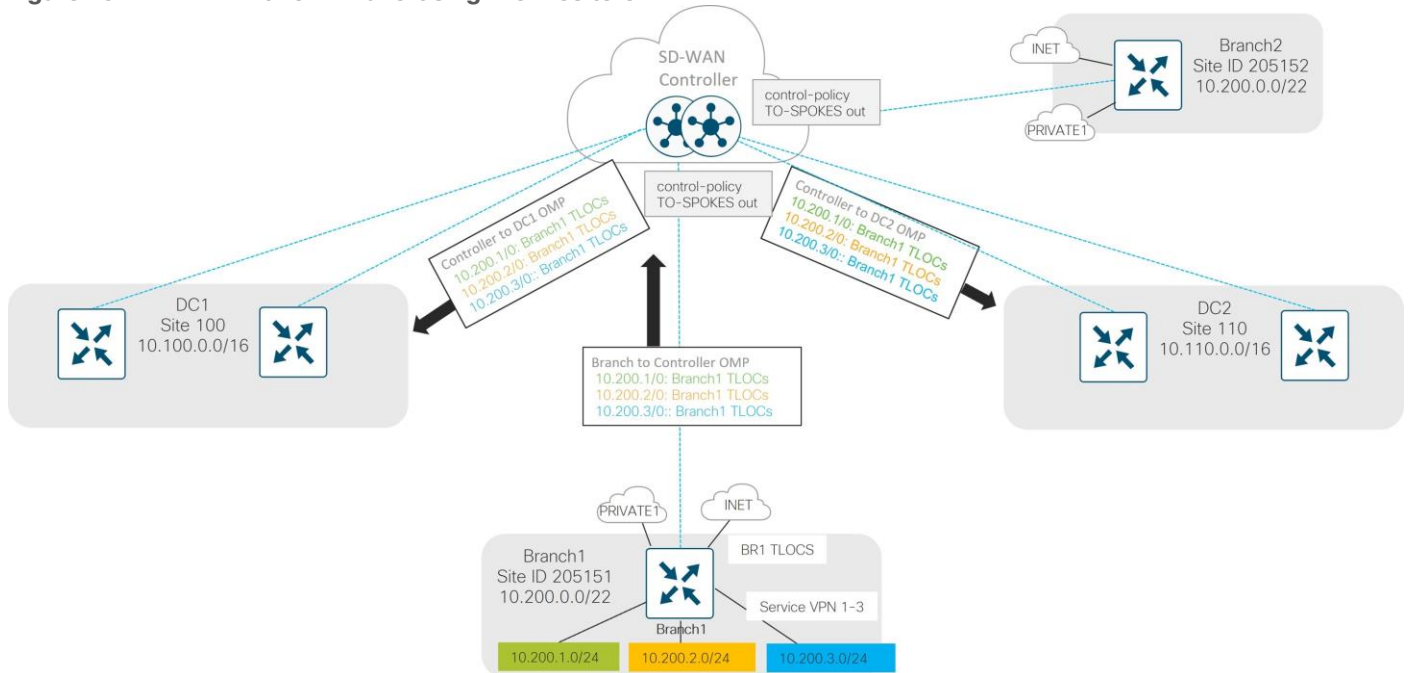 SD-WAN
Controller
control-policy
TO-SPOKES out
INET
Branch2
Site ID 205152
10.200.0.0/22
PRIVATE1
control-policy
TO-SPOKES out
Controller to DC1 OMP
10.200.1/0: Branch1 TLOCs
10.200.2/0: Branch1 TLOCs
10.200.3/0:: Branch1 TLOCs
Controller to DC2 OMP
10.200.1/0: Branch1 TLOCs
10.200.2/0: Branch1 TLOCs
10.200.3/0:: Branch1 TLOCs
DC1
Site 100
10.100.0.0/16
DC2
Site 110
10.110.0.0/16
Branch to Controller OMP
10.200.1/0: Branch1 TLOCs
10.200.2/0: Branch1 TLOCs
10.200.3/0:: Branch1 TLOCs
PRIVATE1
INET
BR1 TLOCS
Branch1
Site ID 205151
10.200.0.0/22
Service VPN 1-3
Branch1
10.200.1.0/24
10.200.2.0/24
10.200.3.0/24